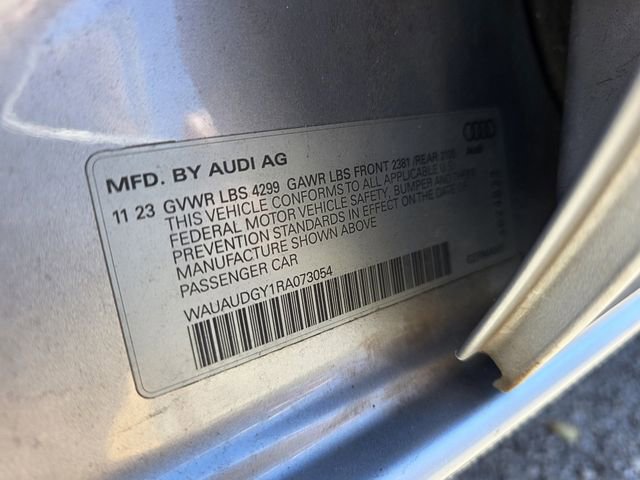 MFD. BY AUDI AG
11 23 GVWR LBS 4299 GAWR LBS FRONT 2381 /REAR
THIS VEHICLE CONFORMS TO ALL APPLICABLE U.S.
FEDERAL MOTOR VEHICLE SAFETY, BUMPER AND THEFT
PREVENTION STANDARDS IN EFFECT ON THE DATE OF
MANUFACTURE SHOWN ABOVE
PASSENGER CAR
WAUAUDGY1RA073054
Audi